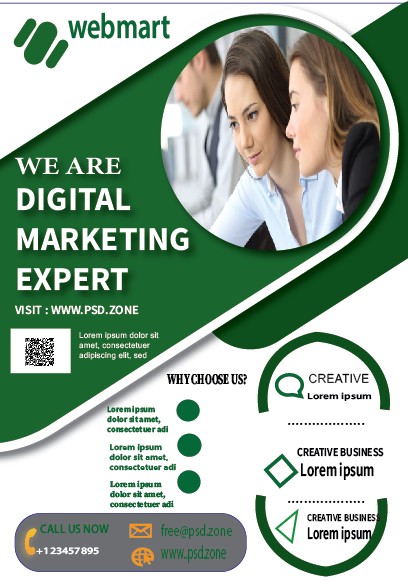 webmart
WE ARE
DIGITAL
MARKETING
EXPERT
VISIT : WWW.PSD.ZONE
Lorem ipsum dolor sit
amet, consectetuer
adipiscing elit, sed
WHY CHOOSE US?
Lorem ipsum
dolor sit amet,
consectetuer adi
Lorem ipsum
dolor sit amet,
consectetuer adi
Lorem ipsum
dolor sit amet,
consectetuer adi
CREATIVE
Lorem ipsum
CREATIVE BUSINESS
Lorem ipsum
CREATIVE BUSINESS
Lorem ipsum
CALL US NOW
+123457895
free@psd.zone
www.psd.zone